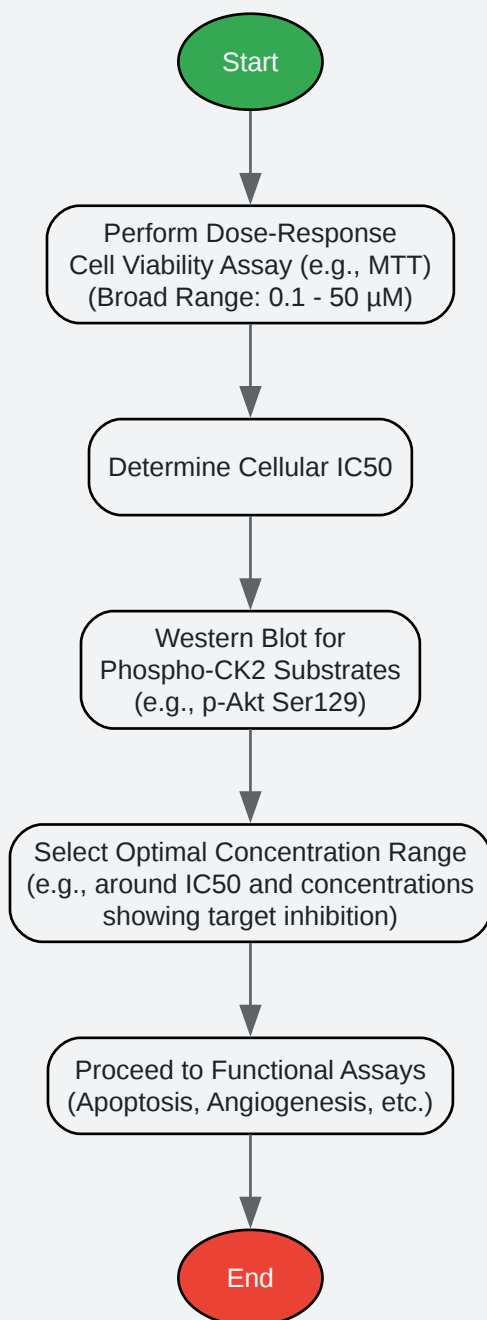 Start
Perform Dose-Response
Cell Viability Assay (e.g., MTT)
(Broad Range: 0.1 - 50 µM)
Determine Cellular IC50
Western Blot for
Phospho-CK2 Substrates
(e.g., p-Akt Ser129)
Select Optimal Concentration Range
(e.g., around IC50 and concentrations
showing target inhibition)
Proceed to Functional Assays
(Apoptosis, Angiogenesis, etc.)
End